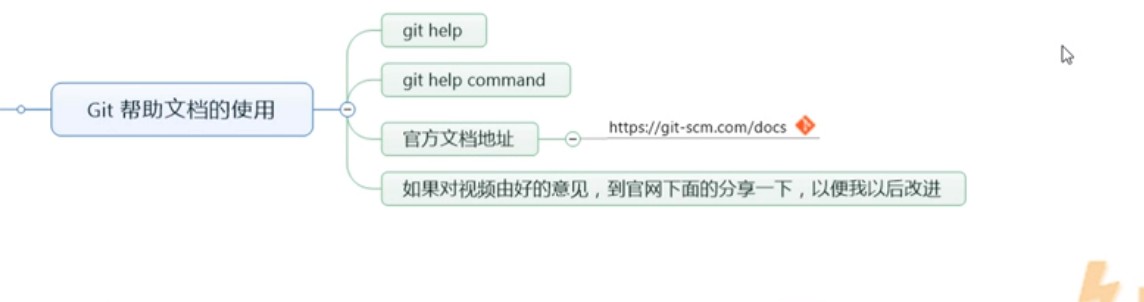 git help
git help command
Git 帮助文档的使用
官方文档地址
https://git-scm.com/docs
如果对视频由好的意见，到官网下面的分享一下，以便我以后改进